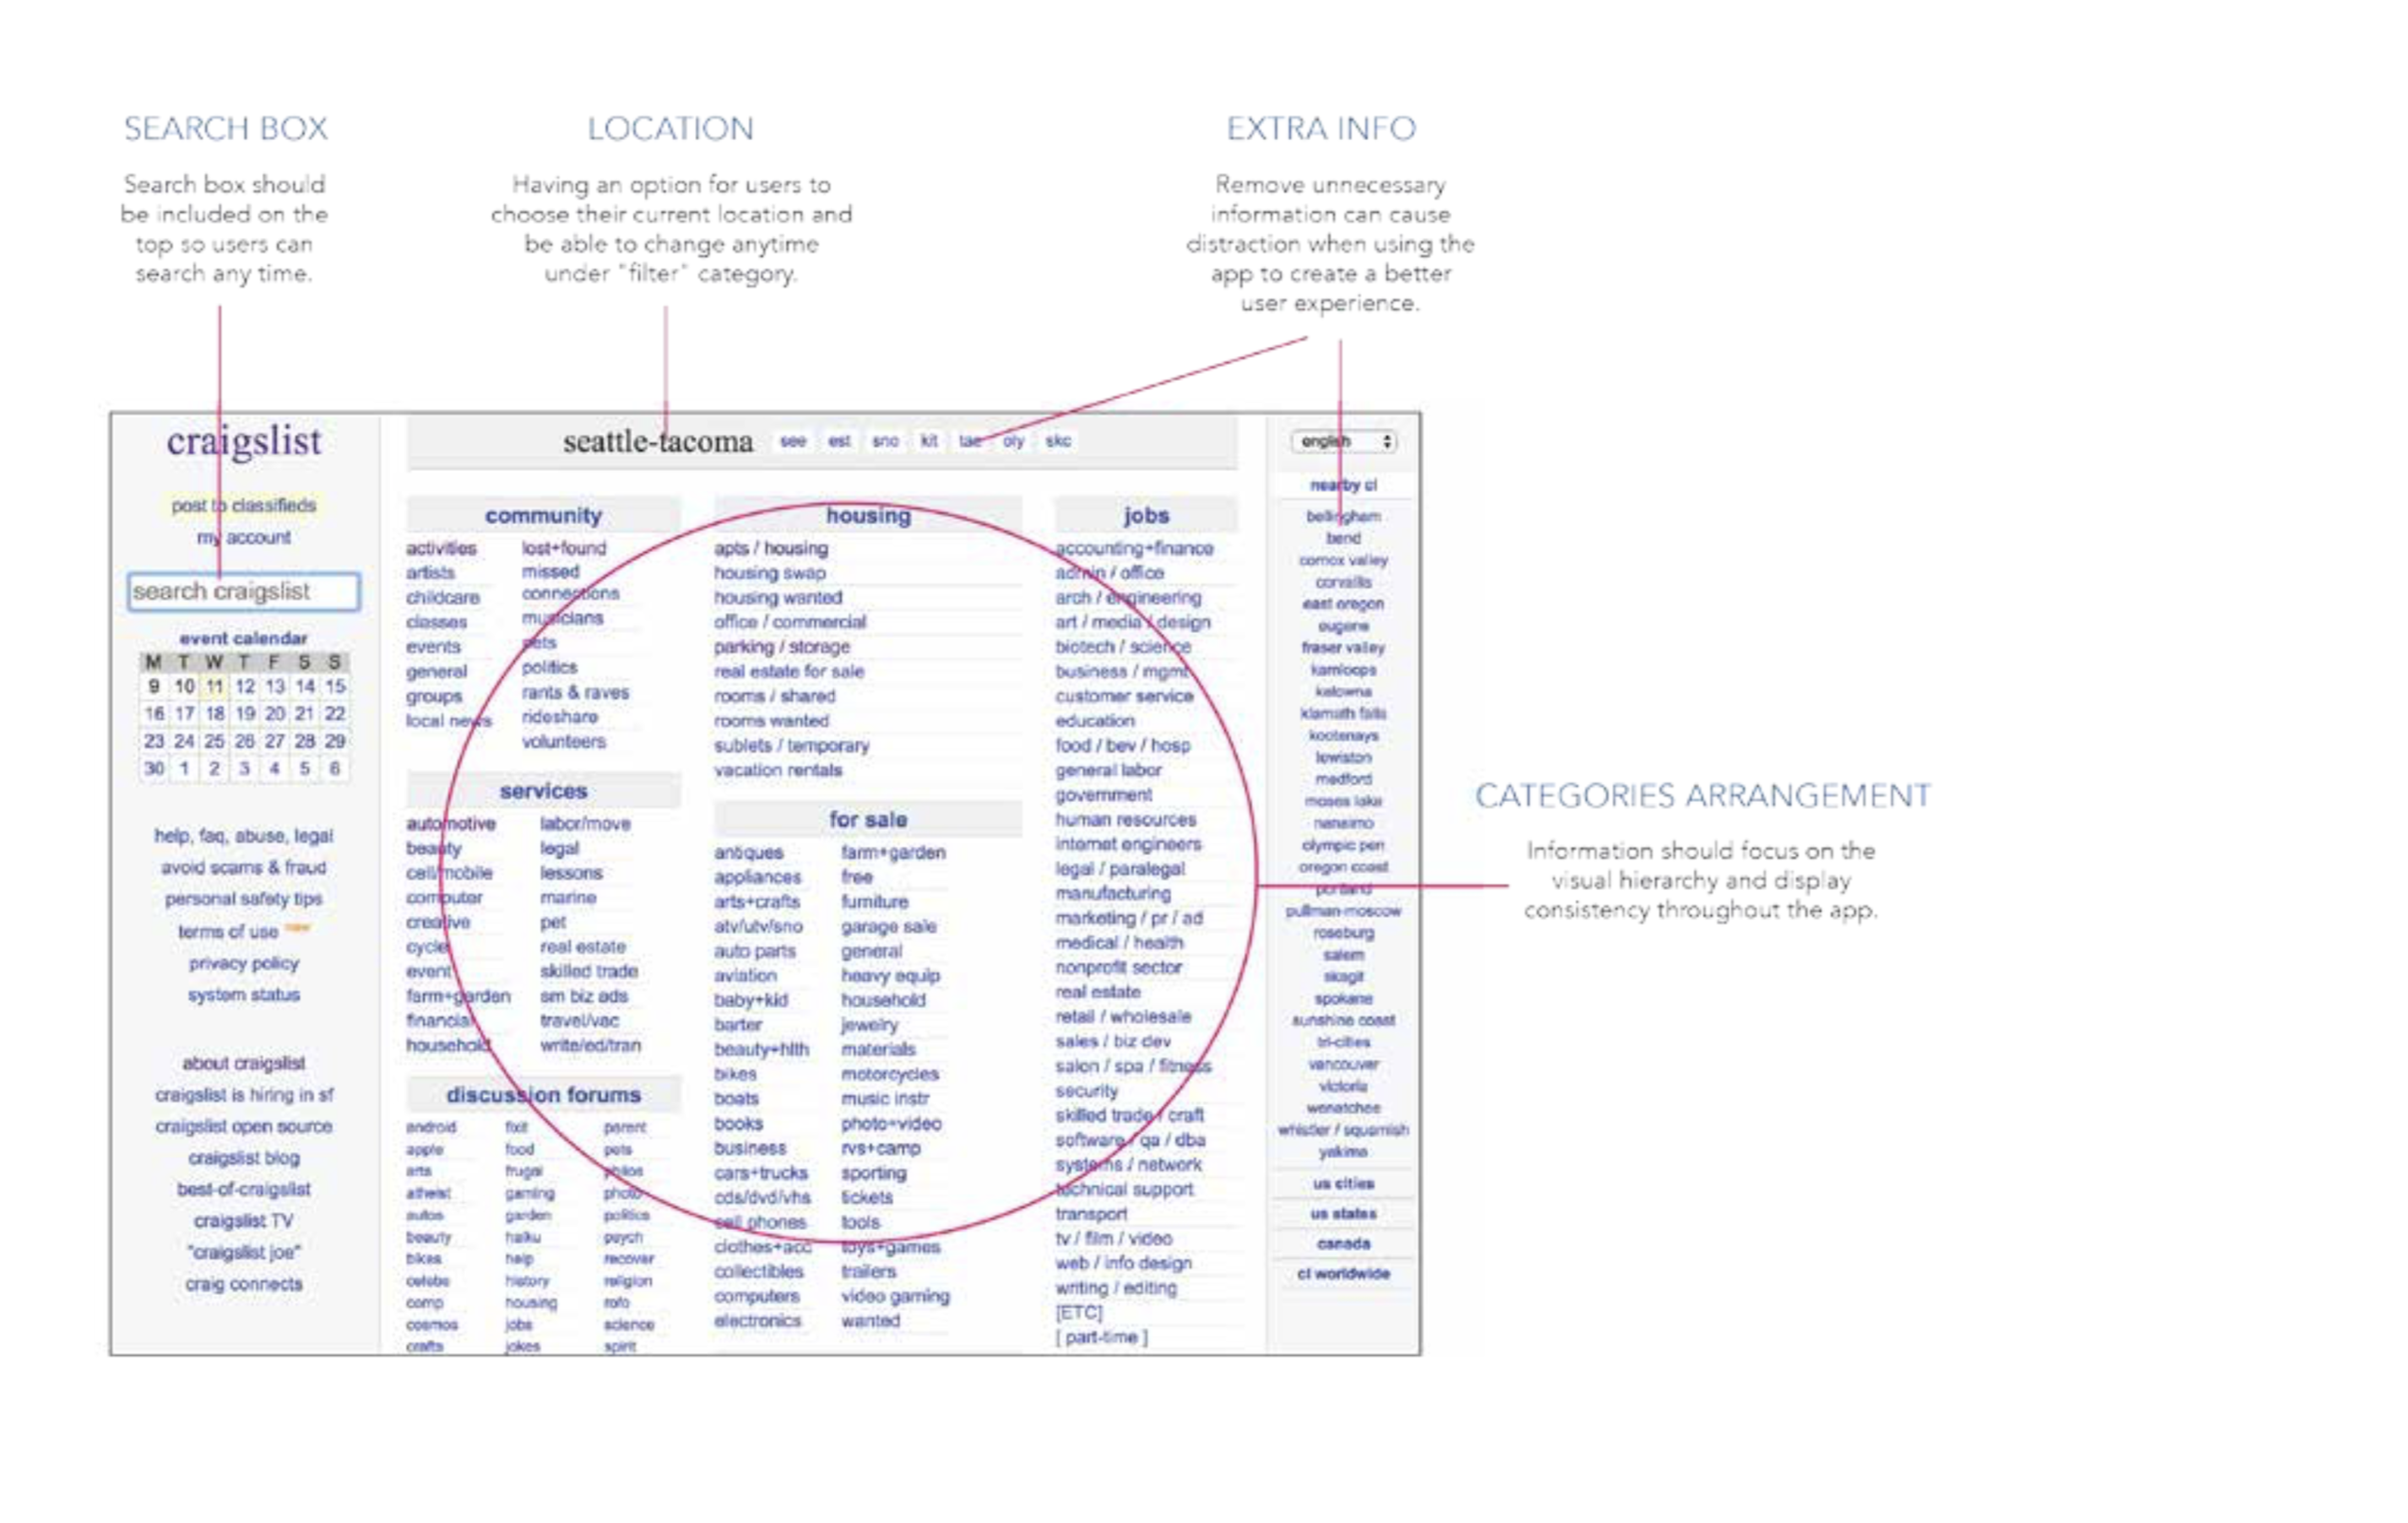 SEARCH BOX
Search box should
be included on the
top so users can
search any time.
LOCATION
Having an option for users to
choose their current location and
be able to change anytime
under "filter" category.
EXTRA INFO
Remove unnecessary
information can cause
distraction when using the
app to create a better
user experience.
craigslist
post to classifieds
my account
search craigslist
event calendar
M T W T F S S
9 10 11 12 13 14 15
16 17 18 19 20 21 22
23 24 25 26 27 28 29
30 1 2 3 4 5 6
help, faq, abuse, legal
avoid scams & fraud
personal safety tips
terms of use new
privacy policy
system status
about craigslist
craigslist is hiring in sf
craigslist open source
craigslist blog
best-of-craigslist
craigslist TV
"craigslist joe"
craig connects
seattle-tacoma see est sno kit tac oly skc
community
activities
artists
childcare
classes
events
general
groups
local news
lost+found
missed
connections
musicians
pets
politics
rants & raves
rideshare
volunteers
services
automotive
beauty
cell/mobile
computer
creative
cycle
event
farm+garden
financial
household
labor/move
legal
lessons
marine
pet
real estate
skilled trade
sm biz ads
travel/vac
write/ed/tran
discussion forums
android
apple
arts
atheist
autos
beauty
bikes
celebs
comp
cosmos
crafts
fixit
food
frugal
gaming
garden
haiku
help
history
housing
jobs
jokes
parent
pets
philos
photo
politics
psych
recover
religion
rofo
science
spirit
housing
apts / housing
housing swap
housing wanted
office / commercial
parking / storage
real estate for sale
rooms / shared
rooms wanted
sublets / temporary
vacation rentals
for sale
antiques
appliances
arts+crafts
atv/utv/sno
auto parts
aviation
baby+kid
barter
beauty+hlth
bikes
boats
books
business
cars+trucks
cds/dvd/vhs
cell phones
clothes+acc
collectibles
computers
electronics
farm+garden
free
furniture
garage sale
general
heavy equip
household
jewelry
materials
motorcycles
music instr
photo+video
rvs+camp
sporting
tickets
tools
toys+games
trailers
video gaming
wanted
jobs
accounting+finance
admin / office
arch / engineering
art / media / design
biotech / science
business / mgmt
customer service
education
food / bev / hosp
general labor
government
human resources
internet engineers
legal / paralegal
manufacturing
marketing / pr / ad
medical / health
nonprofit sector
real estate
retail / wholesale
sales / biz dev
salon / spa / fitness
security
skilled trade / craft
software / qa / dba
systems / network
technical support
transport
tv / film / video
web / info design
writing / editing
[ETC]
[ part-time ]
english
nearby cl
bellingham
bend
comox valley
corvallis
east oregon
eugene
fraser valley
kamloops
kelowna
klamath falls
kootenays
lewiston
medford
moses lake
nanaimo
olympic pen
oregon coast
portland
pullman-moscow
roseburg
salem
skagit
spokane
sunshine coast
tri-cities
vancouver
victoria
wenatchee
whistler / squamish
yakima
us cities
us states
canada
cl worldwide
CATEGORIES ARRANGEMENT
Information should focus on the
visual hierarchy and display
consistency throughout the app.